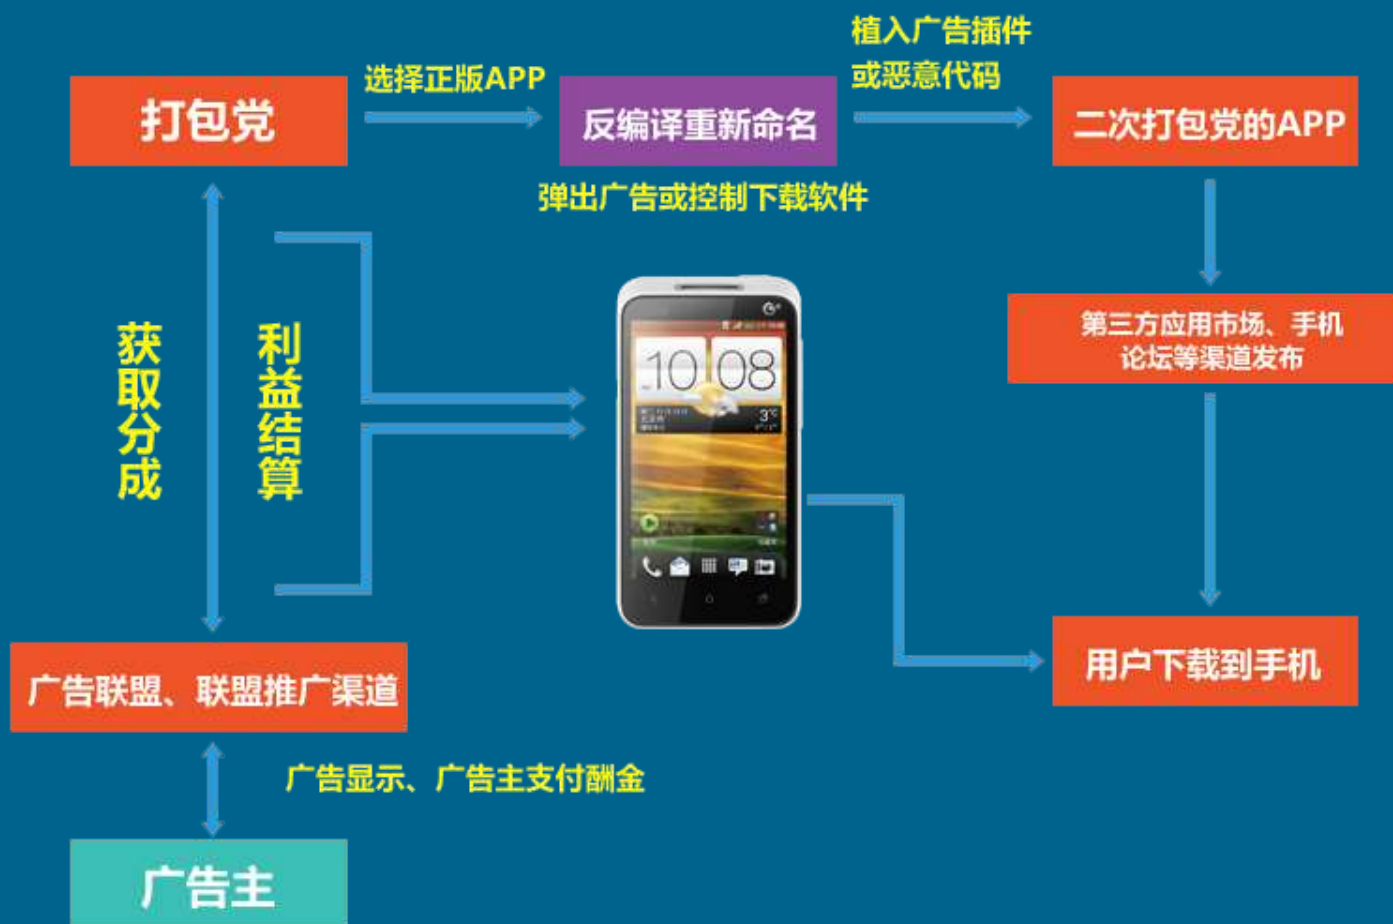 植入广告插件
或恶意代码
选择正版APP
打包党
反编译重新命名
二次打包党的APP
弹出广告或控制下载软件
第三方应用市场、手机
论坛等渠道发布
获取分成
利益结算
10 08
3°
用户下载到手机
广告联盟、联盟推广渠道
广告显示、广告主支付酬金
广告主